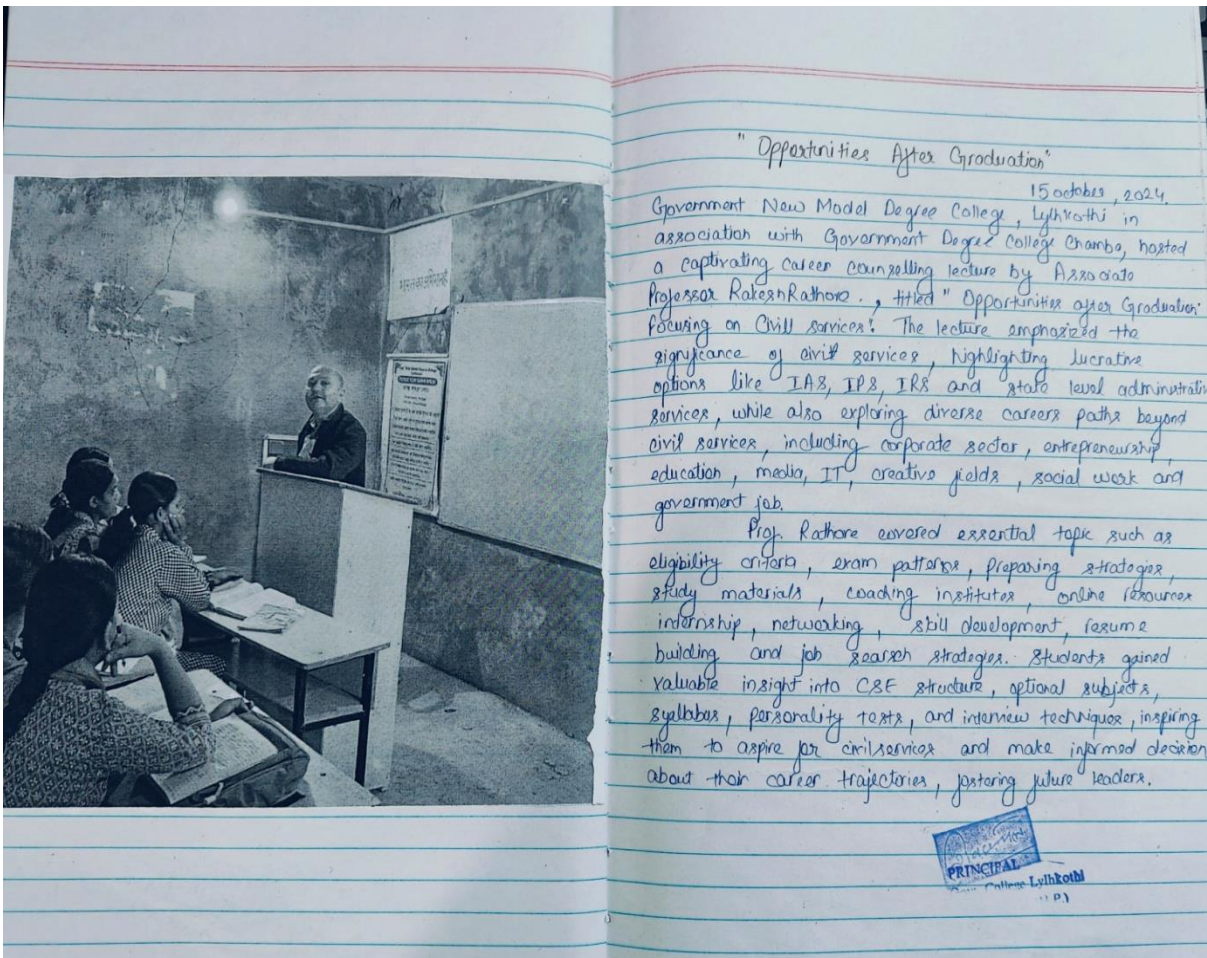 "Opportunities After Graduation"
15 october, 2024.
Government New Model Degree College, Lylhkothi in
association with Government Degree College Chamba, hosted
a captivating career counselling lecture by Associate
Professor Rakesh Rathore., titled "Opportunities after Graduation
Focusing on Civill services". The lecture emphasized the
significance of civil services, highlighting lucrative
options like IAS, IPS, IRS and state level administrativ
services, while also exploring diverse careers paths beyond
civil services, including corporate sector, entrepreneurship,
education, media, IT, creative fields, social work and
government job.
Prof. Rathore covered essential topic such as
eligibility criteria, exam patterns, preparing strategies,
study materials, coaching institutes, online resources
internship, networking, skill development, resume
building and job search strategies. Students gained
valuable insight into CSE structure, optional subjects,
syallabas, personality tests, and interview techniques, inspiring
them to aspire for civil services and make informed decision
about their career trajectories, fostering future leaders.
PRINCIPAL
College Lylhkothi